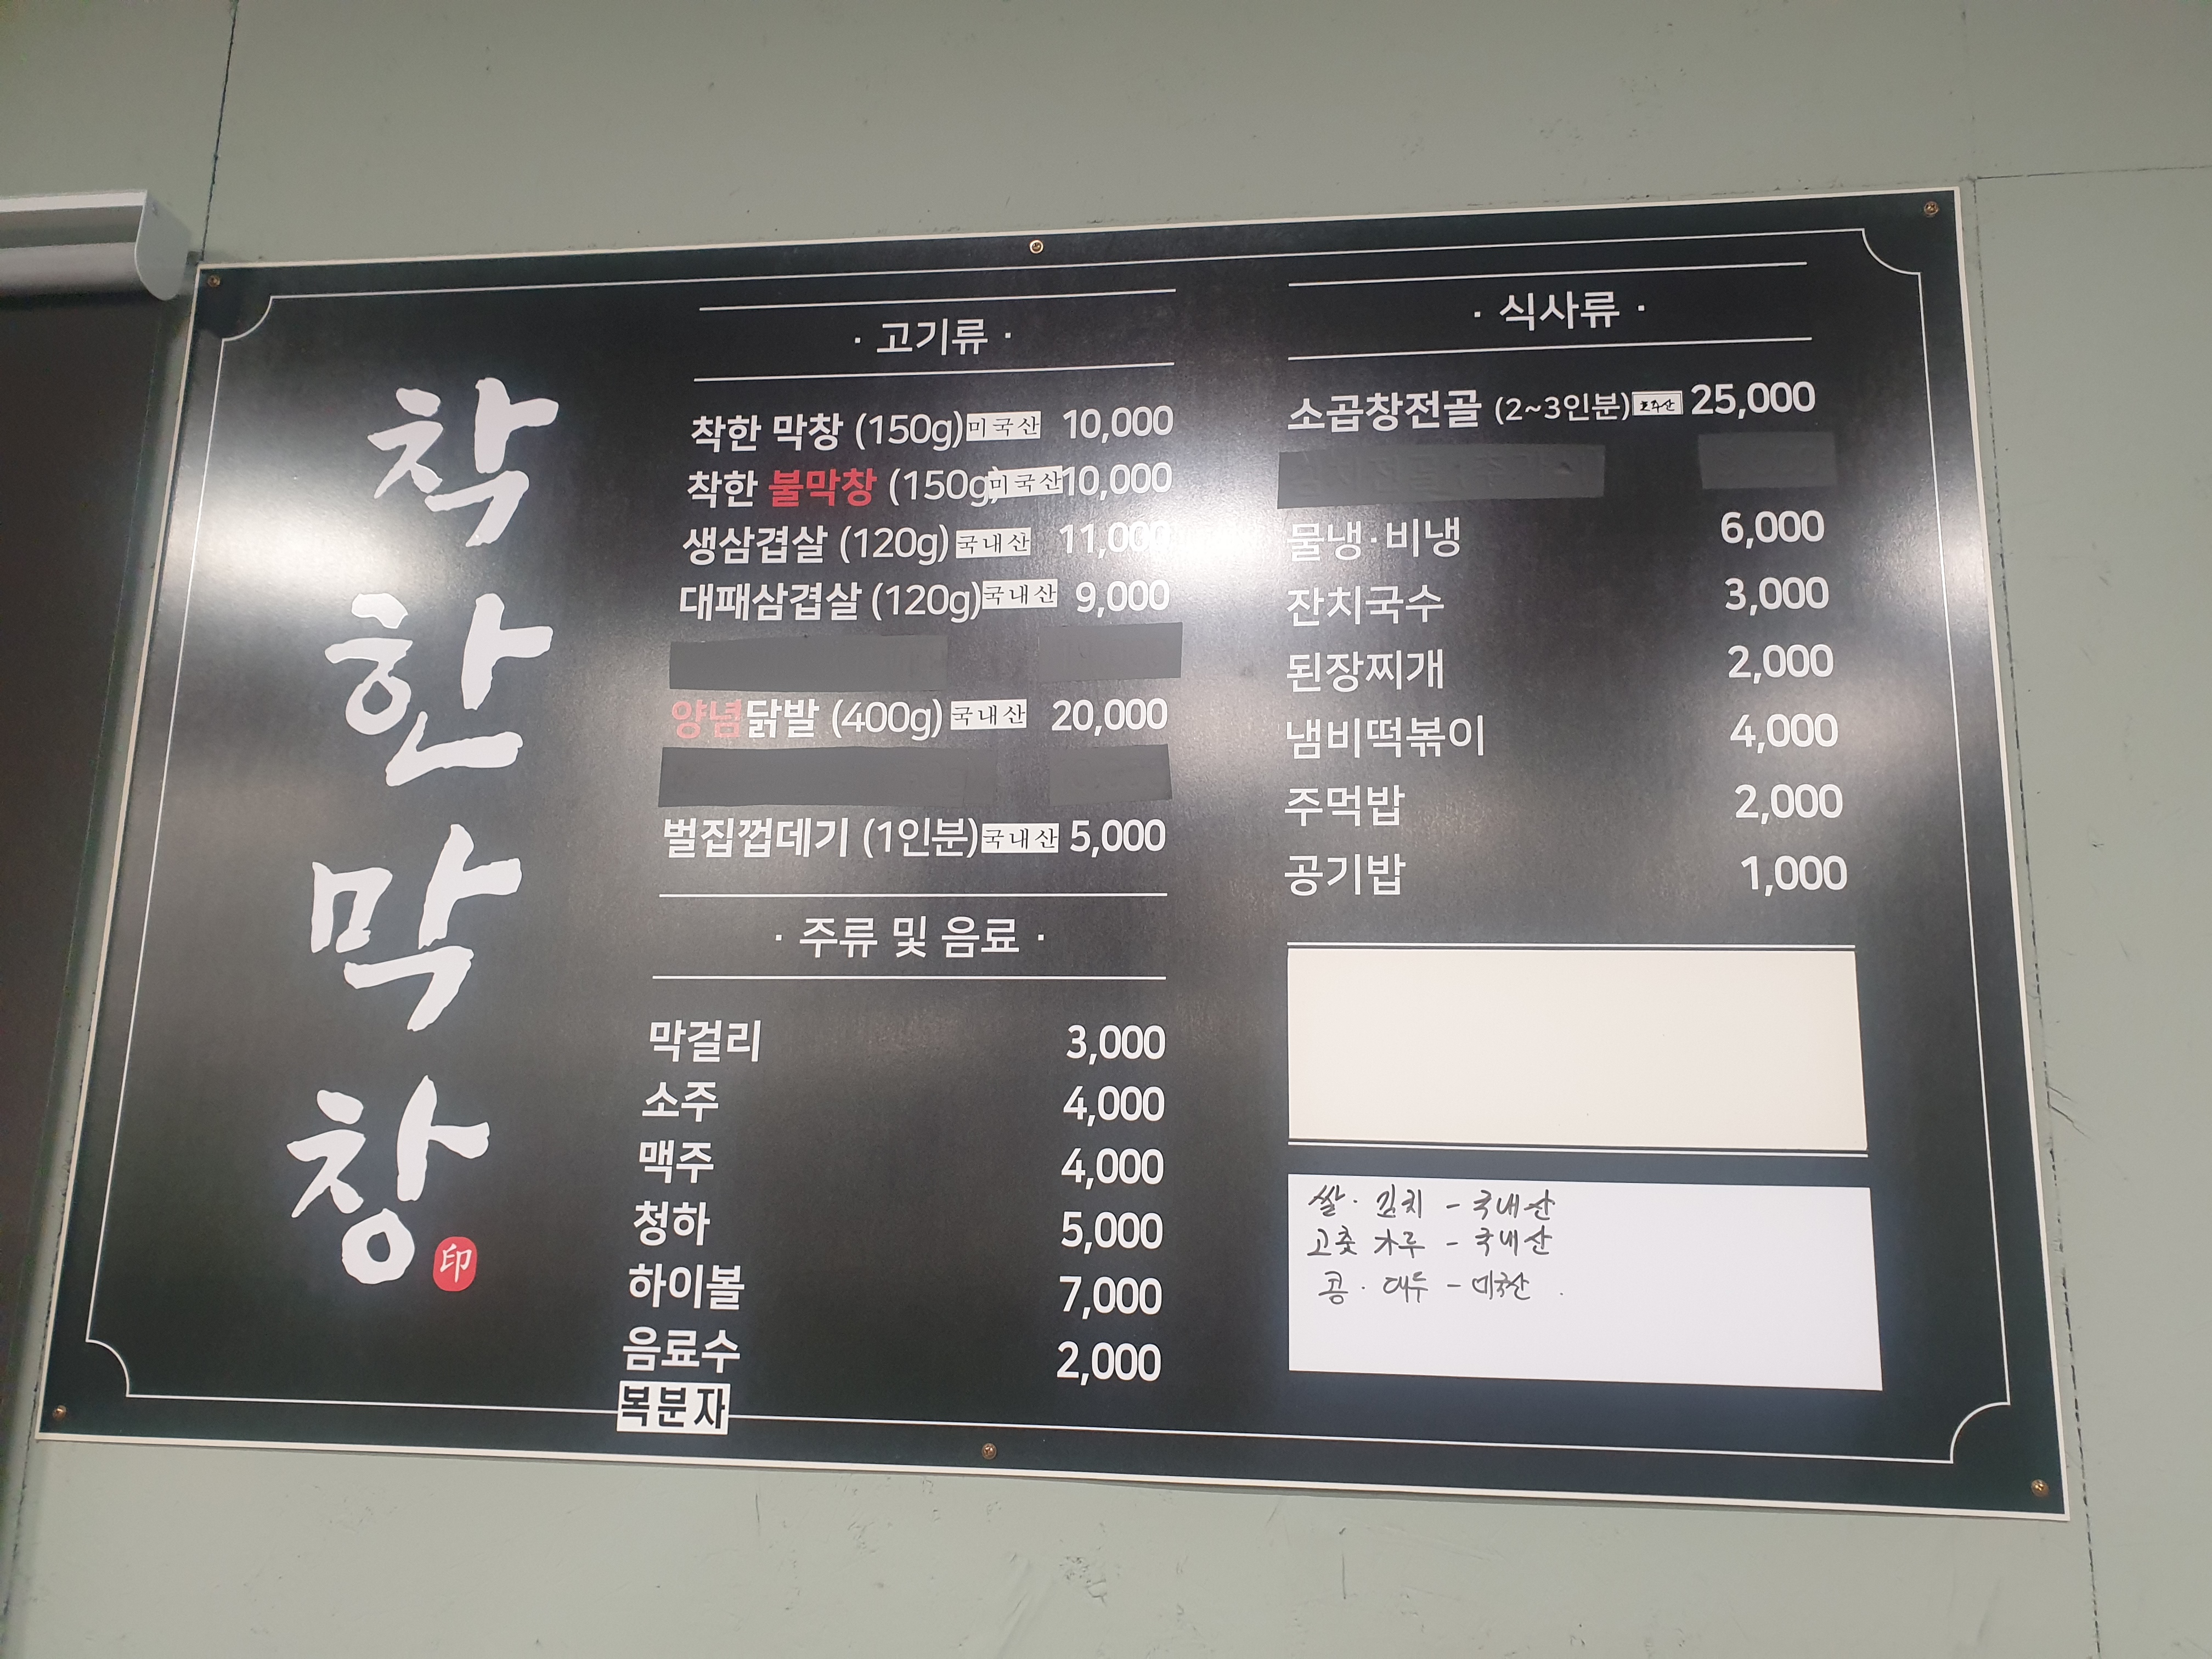 착한막창
印
· 고기류 ·
착한 막창 (150g) 미국산 10,000
착한 불막창 (150g) 미국산 10,000
생삼겹살 (120g) 국내산 11,000
대패삼겹살 (120g) 국내산 9,000
양념닭발 (400g) 국내산 20,000
벌집껍데기 (1인분) 국내산 5,000
· 주류 및 음료 ·
막걸리 3,000
소주 4,000
맥주 4,000
청하 5,000
하이볼 7,000
음료수 2,000
복분자
· 식사류 ·
소곱창전골 (2~3인분) 호주산 25,000
물냉·비냉 6,000
잔치국수 3,000
된장찌개 2,000
냄비떡볶이 4,000
주먹밥 2,000
공기밥 1,000
쌀 · 김치 - 국내산
고춧가루 - 국내산
콩 · 대두 - 미국산